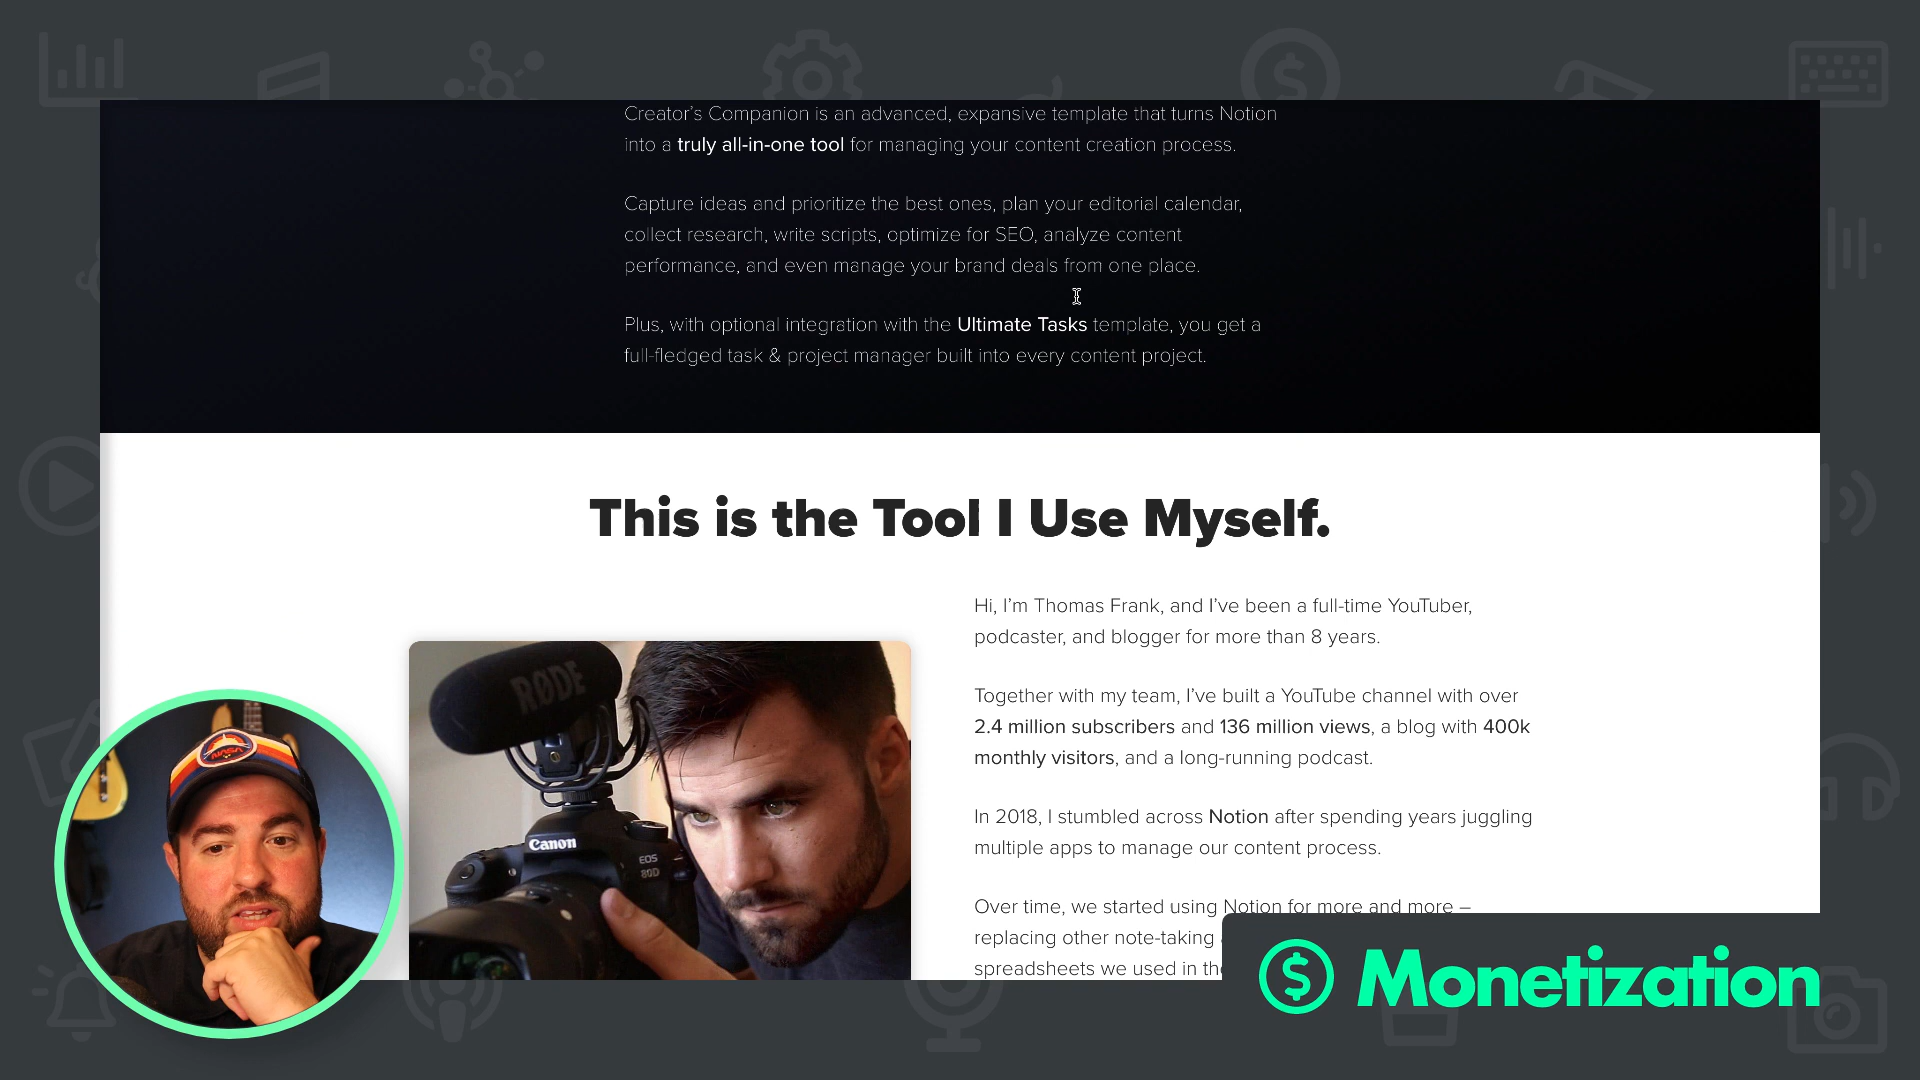 Creator's Companion is an advanced, expansive template that turns Notion
into a truly all-in-one tool for managing your content creation process.
Capture ideas and prioritize the best ones, plan your editorial calendar,
collect research, write scripts, optimize for SEO, analyze content
performance, and even manage your brand deals from one place.
Plus, with optional integration with the Ultimate Tasks template, you get a
full-fledged task & project manager built into every content project.
This is the Tool I Use Myself.
Hi, I'm Thomas Frank, and I've been a full-time YouTuber,
podcaster, and blogger for more than 8 years.
Together with my team, I've built a YouTube channel with over
2.4 million subscribers and 136 million views, a blog with 400k
monthly visitors, and a long-running podcast.
In 2018, I stumbled across Notion after spending years juggling
multiple apps to manage our content process.
Over time, we started using Notion for more and more –
replacing other note-taking
spreadsheets we used in the
RØDE
Canon
EOS
80D
NASA
$ Monetization